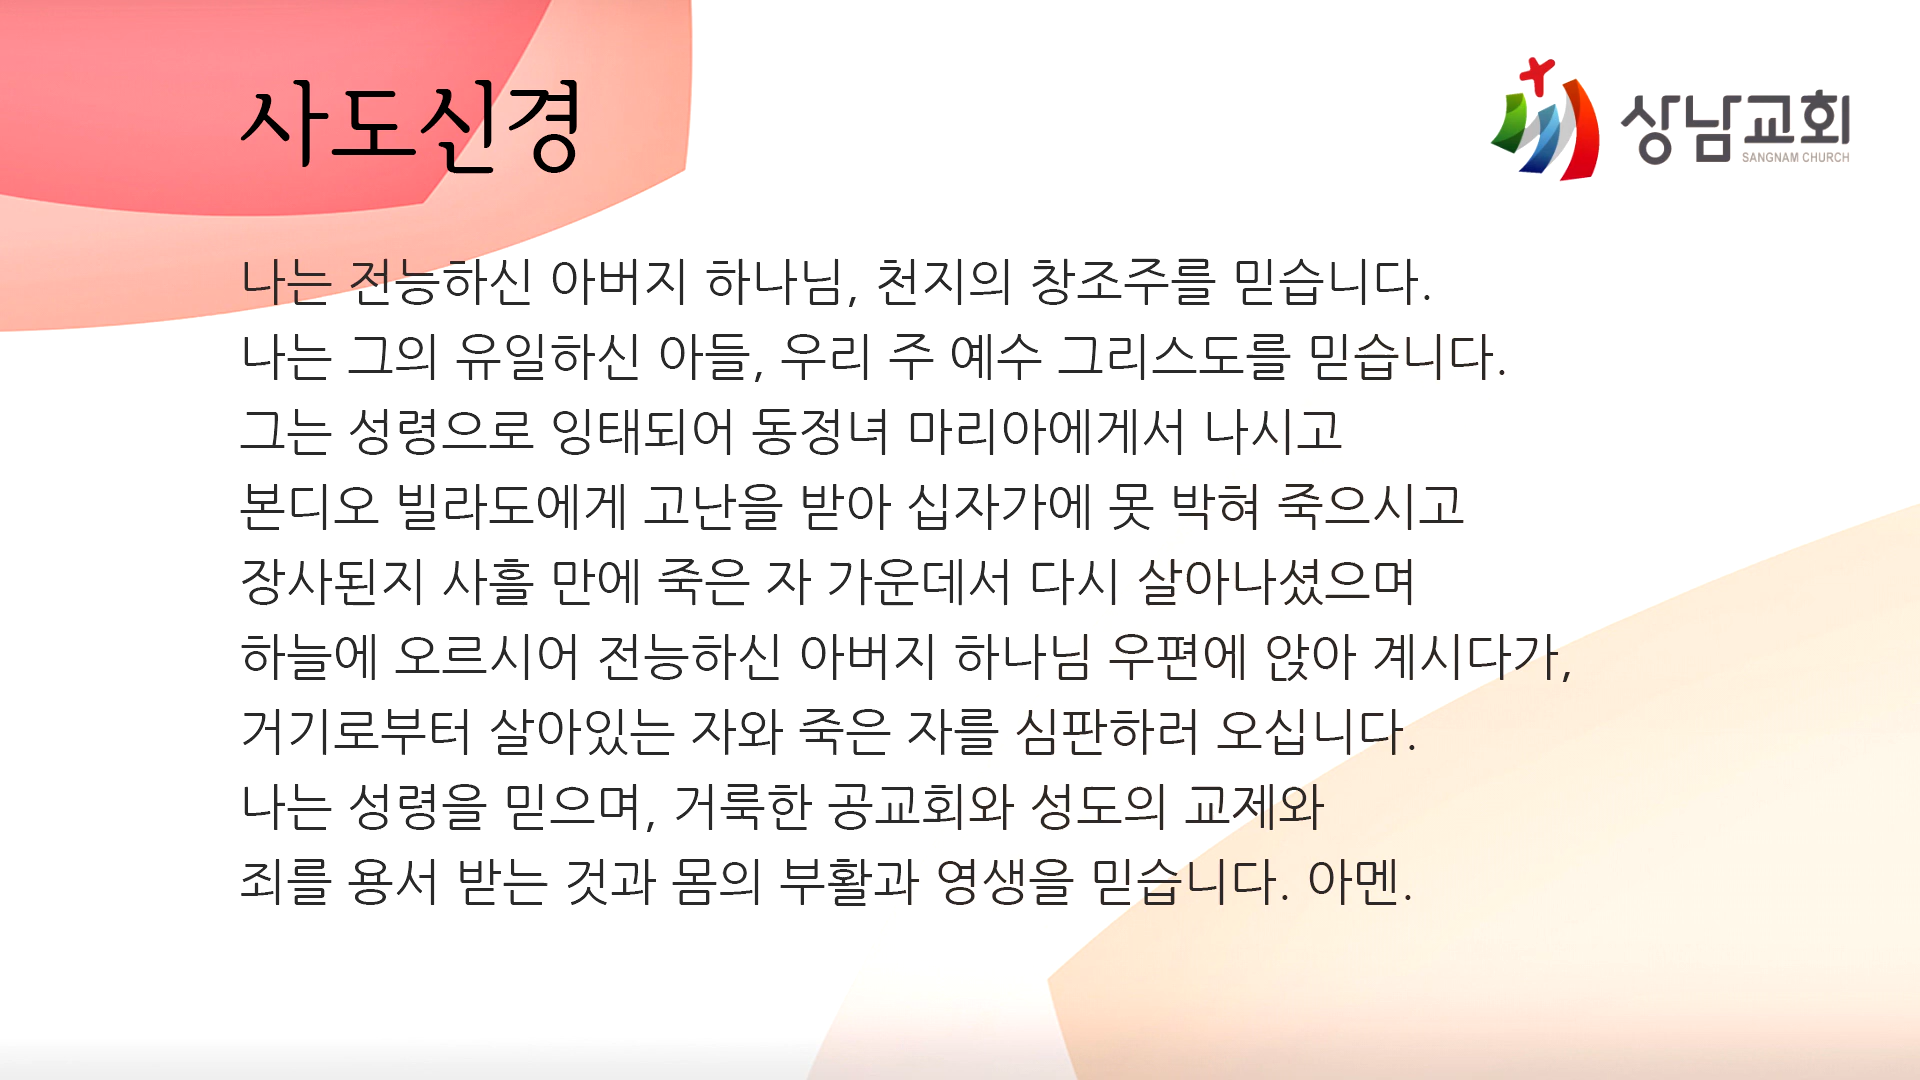 사도신경
상남교회
SANGNAM CHURCH
나는 전능하신 아버지 하나님, 천지의 창조주를 믿습니다.
나는 그의 유일하신 아들, 우리 주 예수 그리스도를 믿습니다.
그는 성령으로 잉태되어 동정녀 마리아에게서 나시고
본디오 빌라도에게 고난을 받아 십자가에 못 박혀 죽으시고
장사된지 사흘 만에 죽은 자 가운데서 다시 살아나셨으며
하늘에 오르시어 전능하신 아버지 하나님 우편에 앉아 계시다가,
거기로부터 살아있는 자와 죽은 자를 심판하러 오십니다.
나는 성령을 믿으며, 거룩한 공교회와 성도의 교제와
죄를 용서 받는 것과 몸의 부활과 영생을 믿습니다. 아멘.